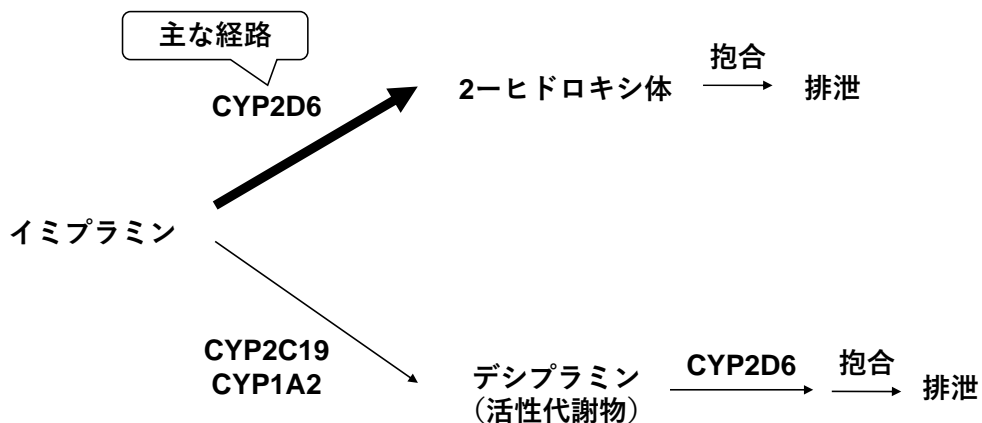 主な経路
CYP2D6
2ーヒドロキシ体
抱合
排泄
イミプラミン
CYP2C19
CYP1A2
デシプラミン
（活性代謝物）
CYP2D6
抱合
排泄